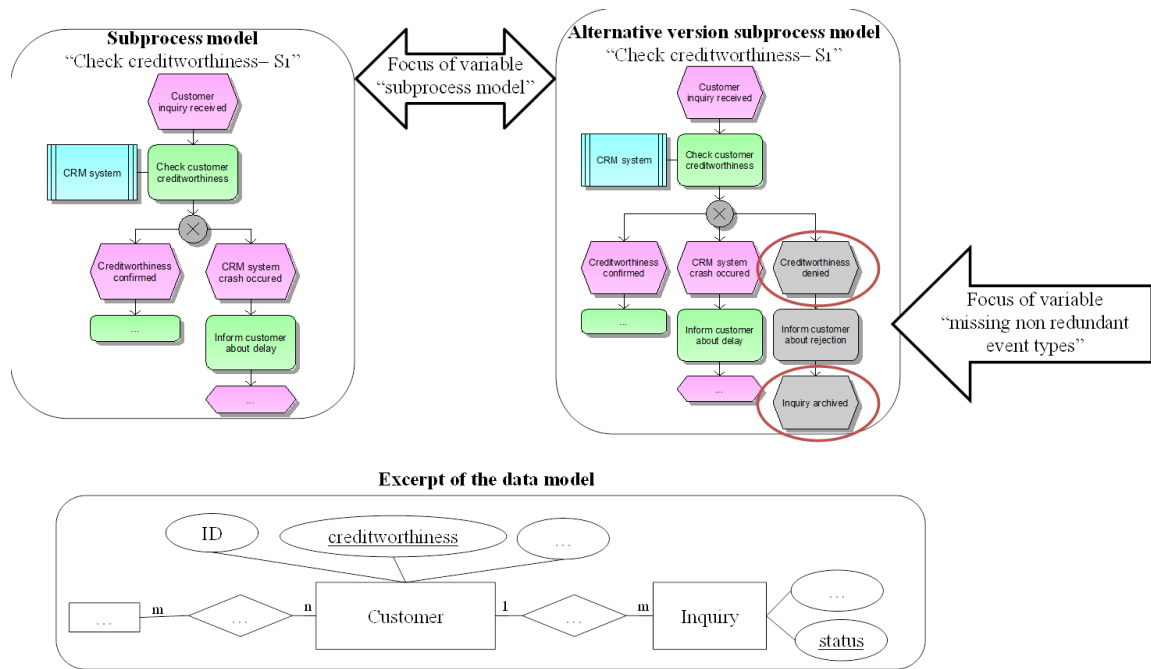 Subprocess model
“Check creditworthiness– S1”
Customer
inquiry received
CRM system
Check customer
creditworthiness
Creditworthiness
confirmed
CRM system
crash occured
...
Inform customer
about delay
...
Focus of variable
“subprocess model”
Alternative version subprocess model
“Check creditworthiness– S1”
Customer
inquiry received
CRM system
Check customer
creditworthiness
Creditworthiness
confirmed
CRM system
crash occured
Creditworthiness
denied
...
Inform customer
about delay
Inform customer
about rejection
...
Inquiry archived
Focus of variable
“missing non redundant
event types”
Excerpt of the data model
ID
creditworthiness
...
...
m
...
n
Customer
1
...
m
Inquiry
...
status